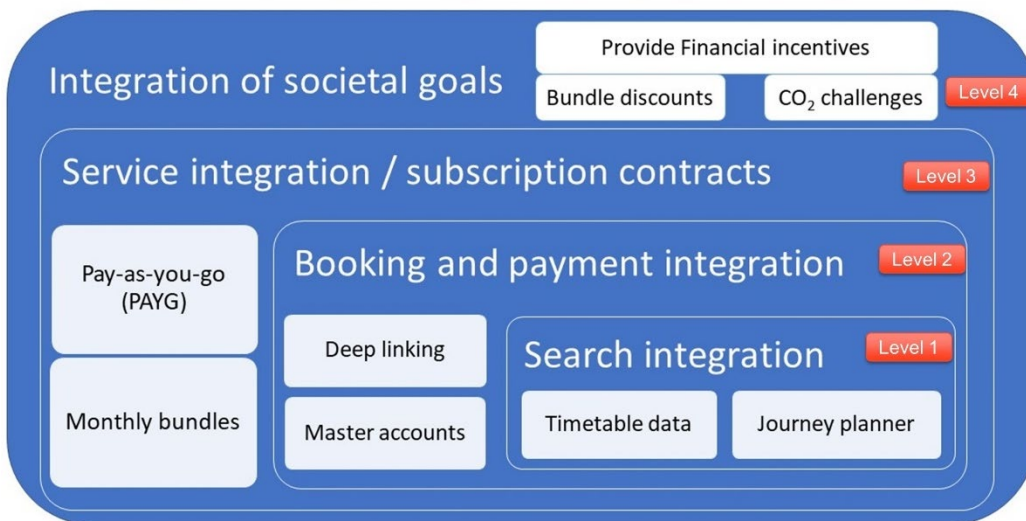 Provide Financial incentives
Integration of societal goals
Bundle discounts
CO₂ challenges
Level 4
Service integration / subscription contracts
Level 3
Pay-as-you-go
(PAYG)
Booking and payment integration
Level 2
Deep linking
Search integration
Level 1
Monthly bundles
Master accounts
Timetable data
Journey planner